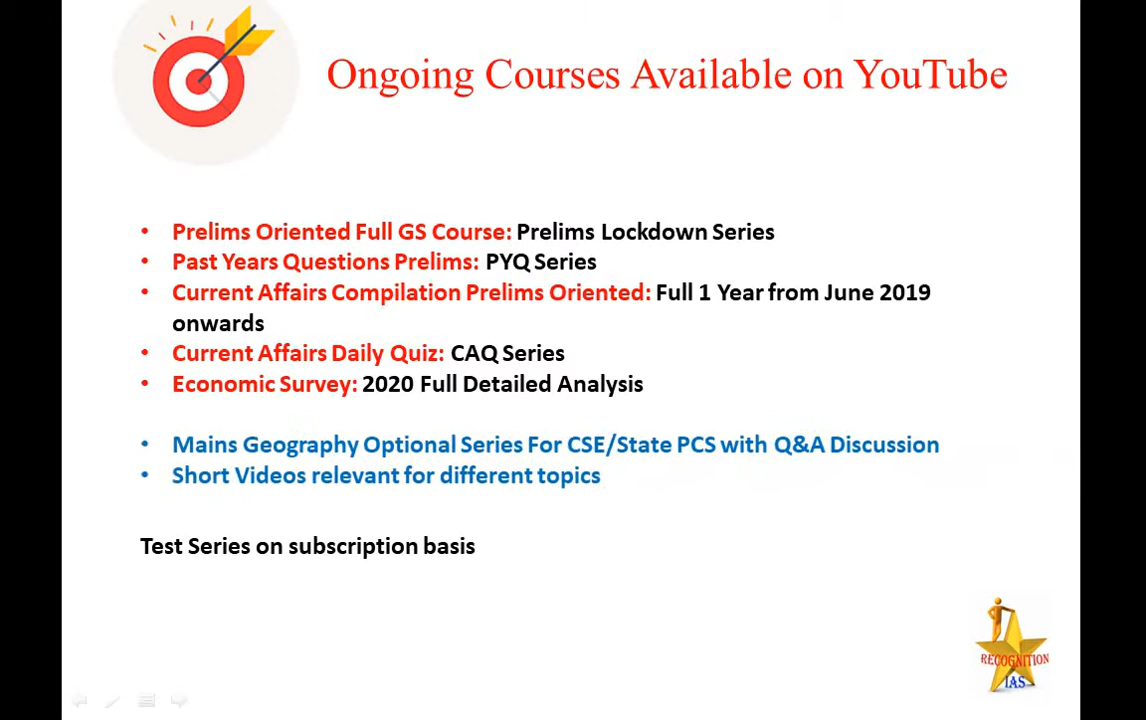 Ongoing Courses Available on YouTube
• Prelims Oriented Full GS Course: Prelims Lockdown Series
• Past Years Questions Prelims: PYQ Series
• Current Affairs Compilation Prelims Oriented: Full 1 Year from June 2019
onwards
• Current Affairs Daily Quiz: CAQ Series
• Economic Survey: 2020 Full Detailed Analysis
• Mains Geography Optional Series For CSE/State PCS with Q&A Discussion
• Short Videos relevant for different topics
Test Series on subscription basis
RECOGNITION
IAS